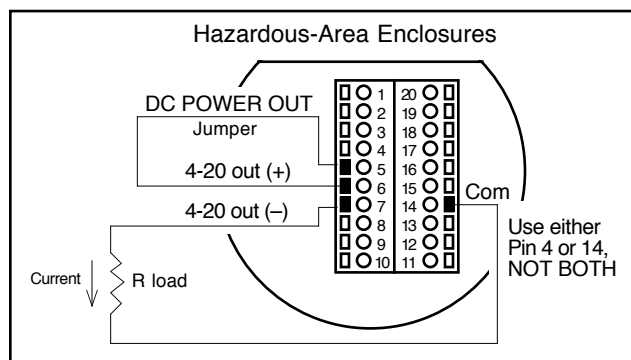 Hazardous-Area Enclosures
DC POWER OUT
Jumper
4-20 out (+)
4-20 out (–)
1 20
2 19
3 18
4 17
5 16
6 15
7 14
8 13
9 12
10 11
Com
Use either
Pin 4 or 14,
NOT BOTH
Current
R load